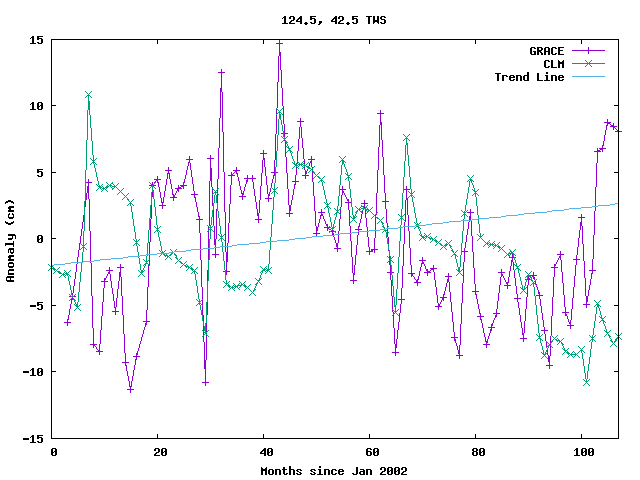 124.5, 42.5 TWS
GRACE
CLM
Trend Line
15
10
5
0
-5
-10
-15
Anomaly (cm)
0 20 40 60 80 100
Months since Jan 2002